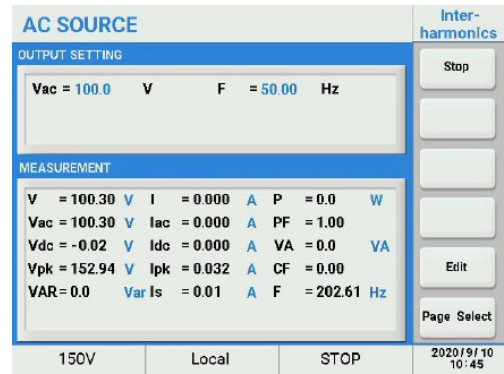 AC SOURCE
Inter-
harmonics
OUTPUT SETTING
Stop
Vac = 100.0 V F = 50.00 Hz
MEASUREMENT
V = 100.30 V I = 0.000 A P = 0.0 W
Vac = 100.30 V Iac = 0.000 A PF = 1.00
Vdc = -0.02 V Idc = 0.000 A VA = 0.0 VA
Vpk = 152.94 V Ipk = 0.032 A CF = 0.00
Edit
VAR= 0.0 Var Is = 0.01 A F = 202.61 Hz
Page Select
150V Local STOP
2020/9/10
10:45